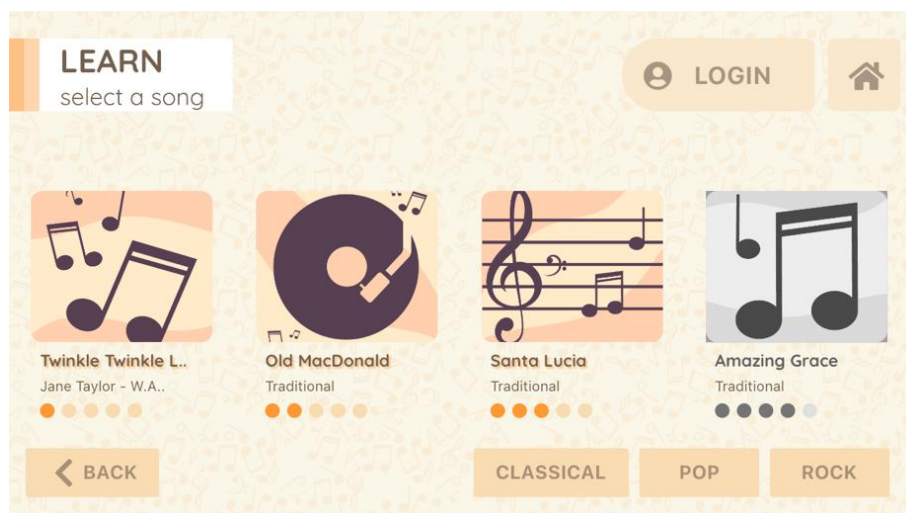 LEARN
select a song
LOGIN
Twinkle Twinkle L..
Jane Taylor - W.A..
Old MacDonald
Traditional
Santa Lucia
Traditional
Amazing Grace
Traditional
BACK
CLASSICAL
POP
ROCK